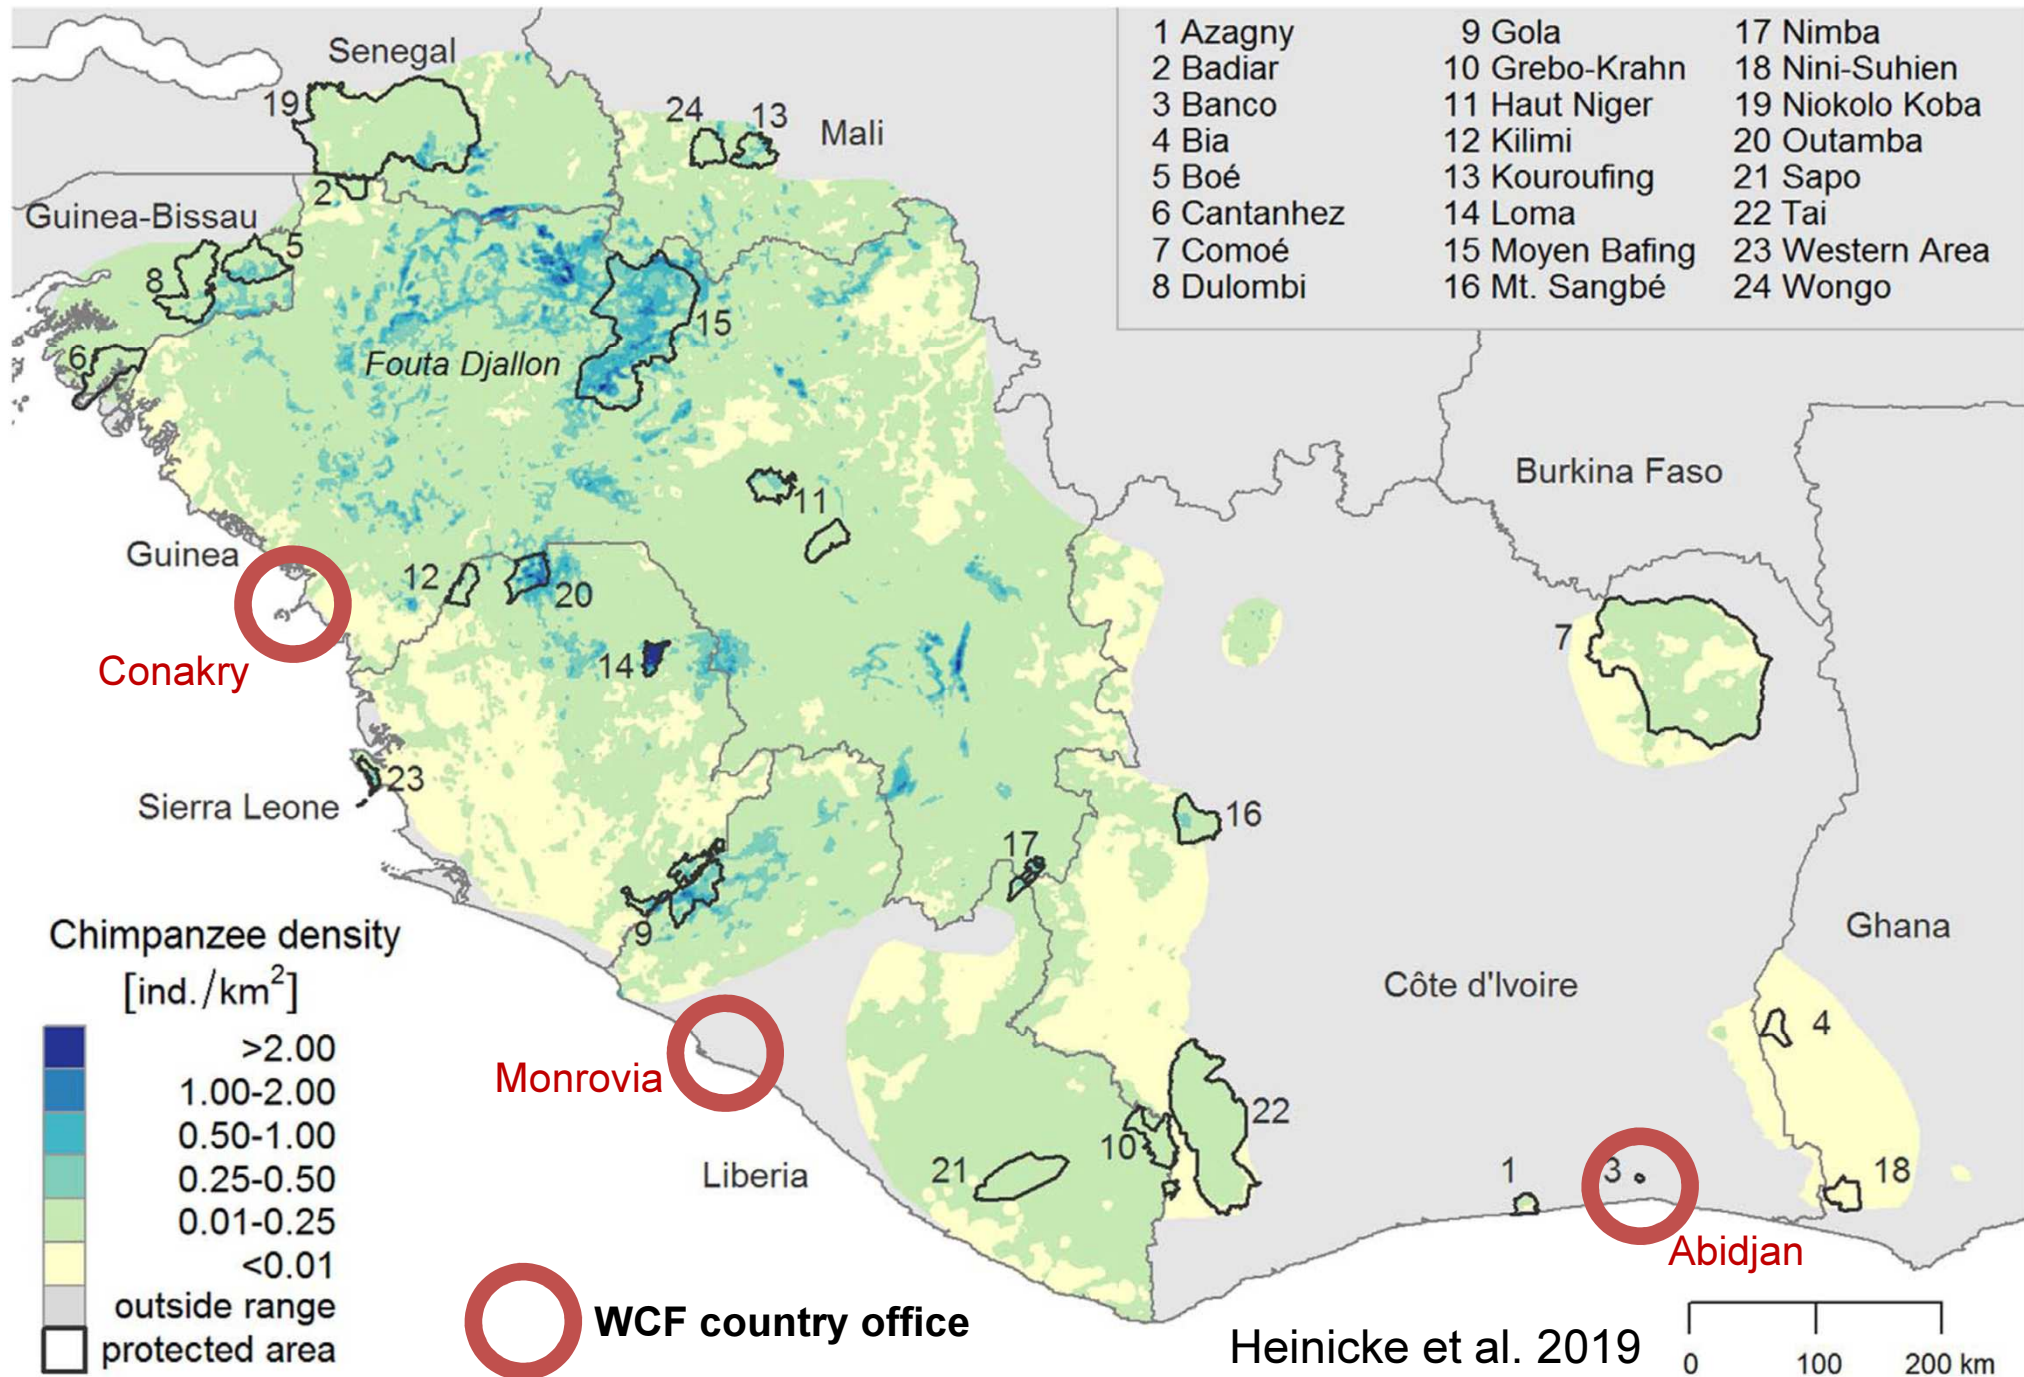 1 Azagny
2 Badiar
3 Banco
4 Bia
5 Boé
6 Cantanhez
7 Comoé
8 Dulombi
9 Gola
10 Grebo-Krahn
11 Haut Niger
12 Kilimi
13 Kouroufing
14 Loma
15 Moyen Bafing
16 Mt. Sangbé
17 Nimba
18 Nini-Suhien
19 Niokolo Koba
20 Outamba
21 Sapo
22 Tai
23 Western Area
24 Wongo
Senegal
19
24
13
Mali
2
Guinea-Bissau
5
8
15
6
Fouta Djallon
Burkina Faso
11
Guinea
12
20
7
14
Conakry
23
Sierra Leone
16
17
9
Ghana
Côte d'Ivoire
4
Monrovia
22
10
21
Liberia
1
3
18
Abidjan
Chimpanzee density
[ind./km²]
>2.00
1.00-2.00
0.50-1.00
0.25-0.50
0.01-0.25
<0.01
outside range
protected area
WCF country office
Heinicke et al. 2019
0 100 200 km